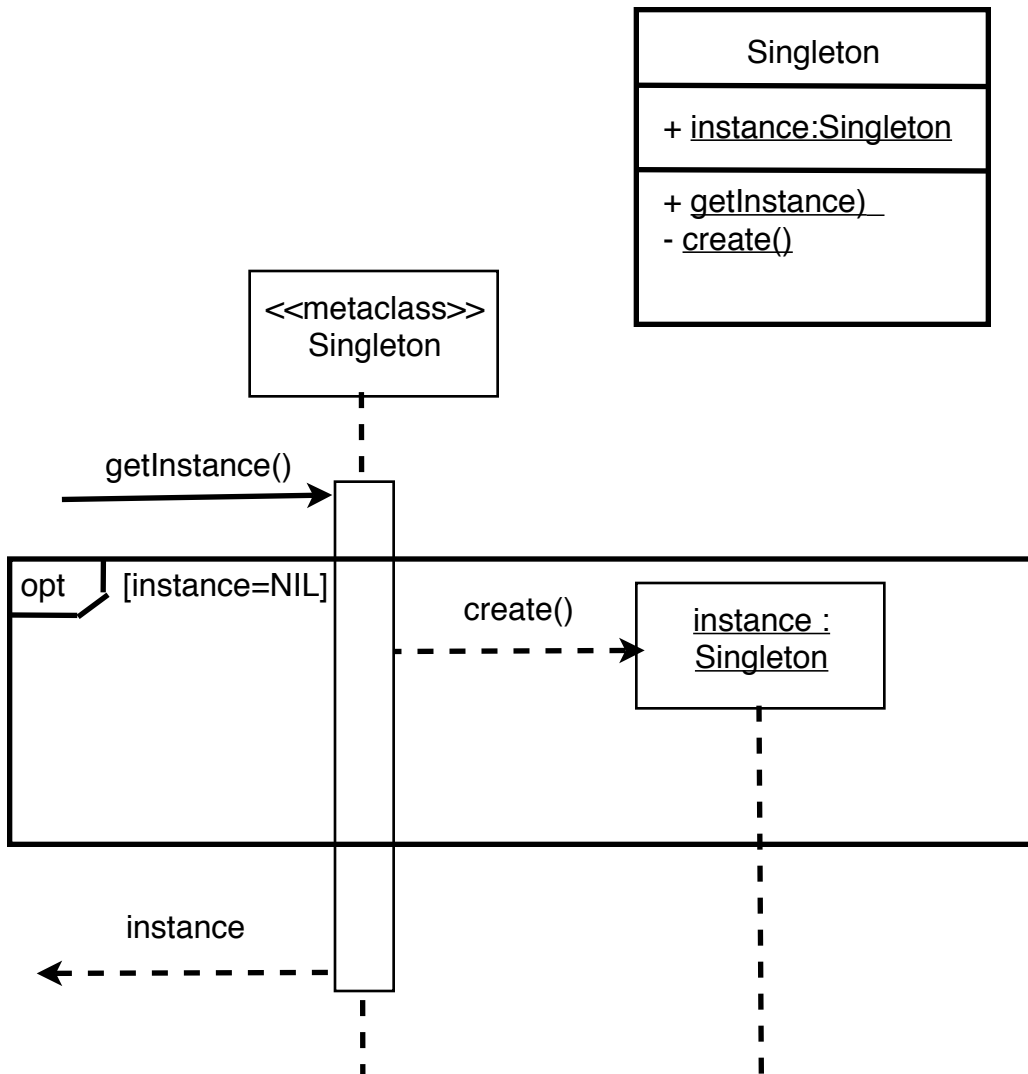 Singleton
+ instance:Singleton
+ getInstance)_
- create()
<<metaclass>>
Singleton
getInstance()
opt [instance=NIL]
create()
instance :
Singleton
instance